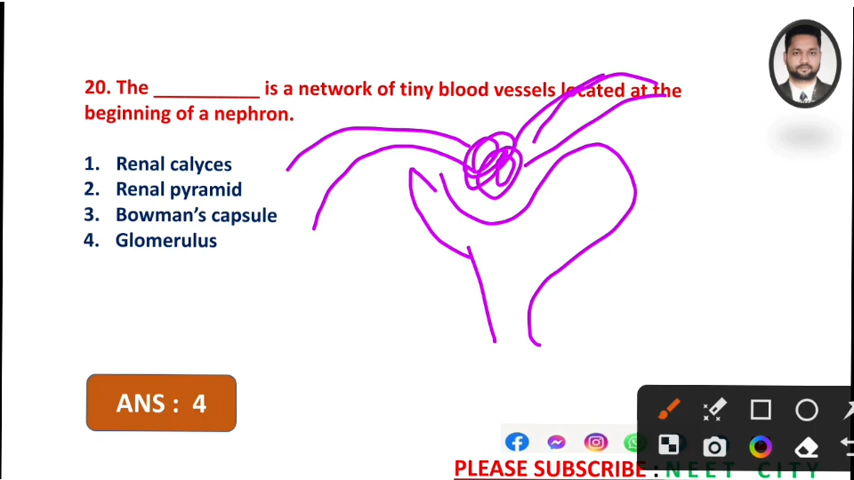 20. The __________ is a network of tiny blood vessels located at the
beginning of a nephron.
1. Renal calyces
2. Renal pyramid
3. Bowman's capsule
4. Glomerulus
ANS : 4
PLEASE SUBSCRIBE : NEET CITY